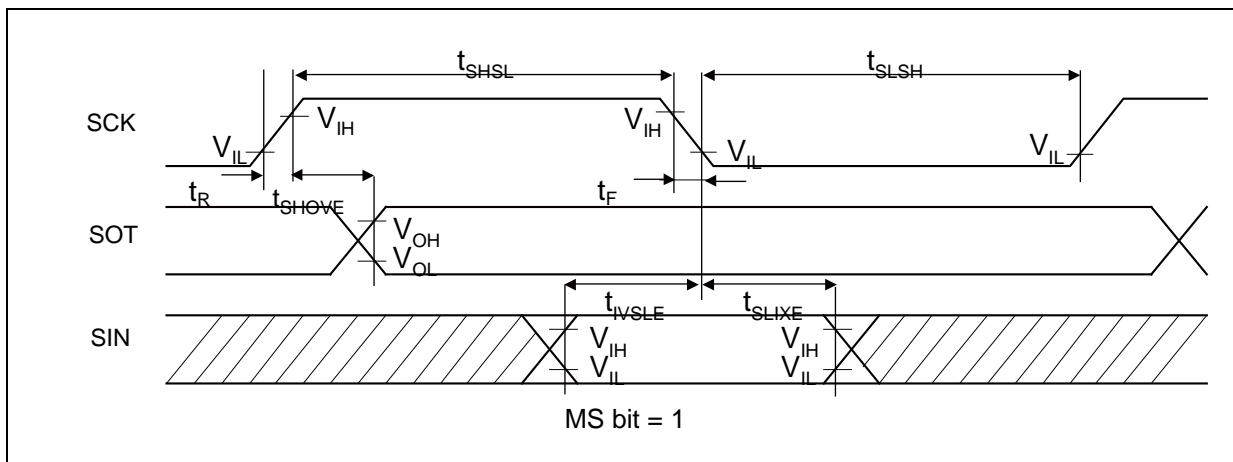 tSHSL
tSLSH
SCK
VIH
VIH
VIL
VIL
VIL
tR
tSHOVE
tF
SOT
VOH
VOL
tIVSLE
tSLIXE
SIN
VIH
VIH
VIL
VIL
MS bit = 1